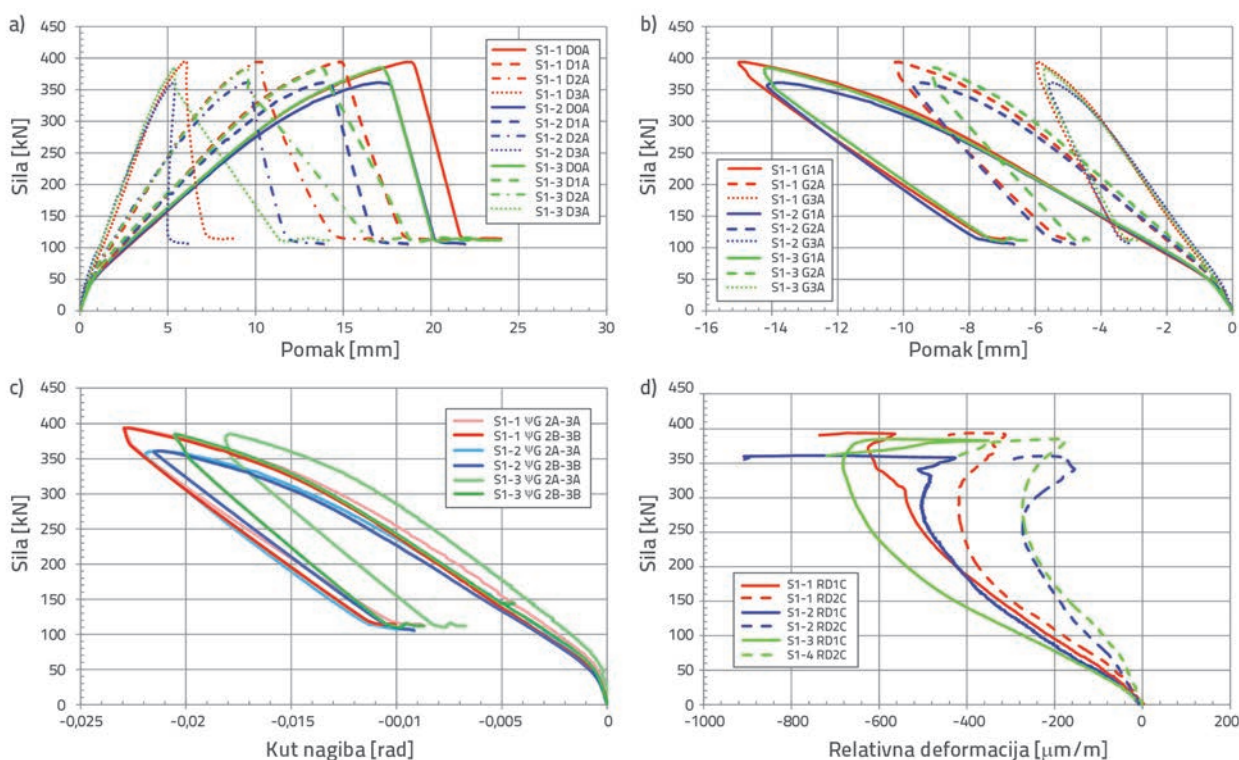 a)
450
400
350
300
250
200
150
100
50
0
Sila [kN]
0 5 10 15 20 25 30
Pomak [mm]
S1-1 D0A
S1-1 D1A
S1-1 D2A
S1-1 D3A
S1-2 D0A
S1-2 D1A
S1-2 D2A
S1-2 D3A
S1-3 D0A
S1-3 D1A
S1-3 D2A
S1-3 D3A
b)
450
400
350
300
250
200
150
100
50
0
Sila [kN]
-16 -14 -12 -10 -8 -6 -4 -2 0
Pomak [mm]
S1-1 G1A
S1-1 G2A
S1-1 G3A
S1-2 G1A
S1-2 G2A
S1-2 G3A
S1-3 G1A
S1-3 G2A
S1-3 G3A
c)
450
400
350
300
250
200
150
100
50
0
Sila [kN]
-0,025 -0,02 -0,015 -00,01 -0,005 0
Kut nagiba [rad]
S1-1 ΨG 2A-3A
S1-1 ΨG 2B-3B
S1-2 ΨG 2A-3A
S1-2 ΨG 2B-3B
S1-3 ΨG 2A-3A
S1-3 ΨG 2B-3B
d)
450
400
350
300
250
200
150
100
50
0
Sila [kN]
-1000 -800 -600 -400 -200 0 200
Relativna deformacija [µm/m]
S1-1 RD1C
S1-1 RD2C
S1-2 RD1C
S1-2 RD2C
S1-3 RD1C
S1-4 RD2C